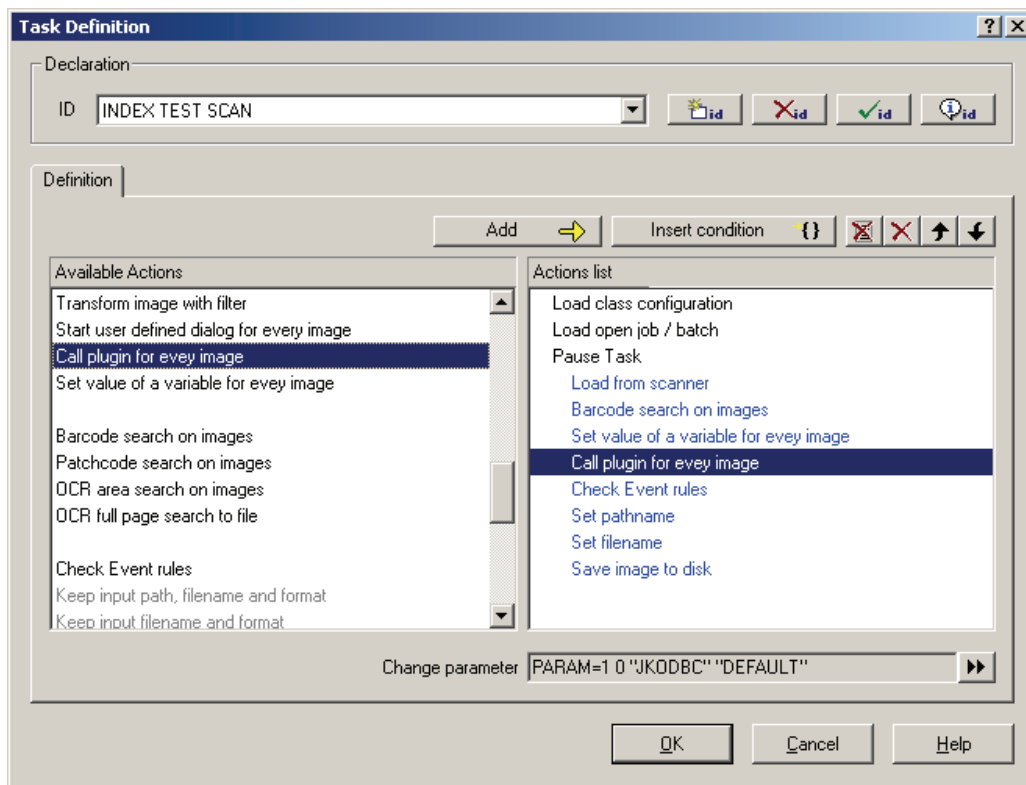 Task Definition
Declaration
ID INDEX TEST SCAN id id id id
Definition
Add Insert condition {}
Available Actions
Transform image with filter
Start user defined dialog for every image
Call plugin for evey image
Set value of a variable for evey image
Barcode search on images
Patchcode search on images
OCR area search on images
OCR full page search to file
Check Event rules
Keep input path, filename and format
Keep input filename and format
Actions list
Load class configuration
Load open job / batch
Pause Task
Load from scanner
Barcode search on images
Set value of a variable for evey image
Call plugin for evey image
Check Event rules
Set pathname
Set filename
Save image to disk
Change parameter PARAM=1 0 "JKODBC" "DEFAULT"
OK Cancel Help